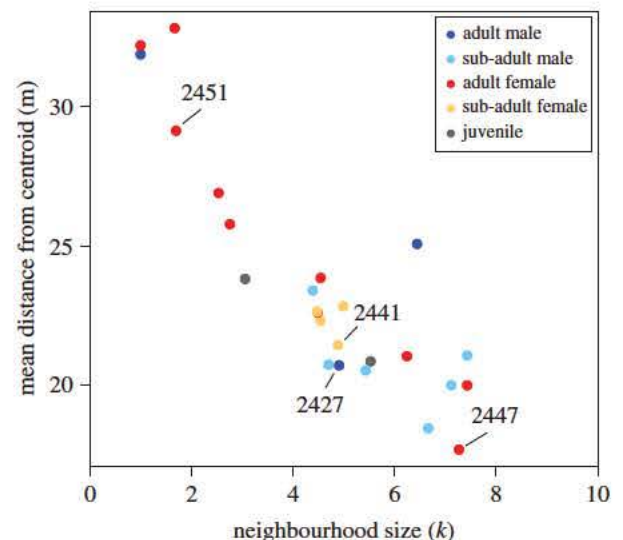 adult male
sub-adult male
adult female
sub-adult female
juvenile
mean distance from centroid (m)
30
25
20
2451
2441
2427
2447
0 2 4 6 8 10
neighbourhood size (k)